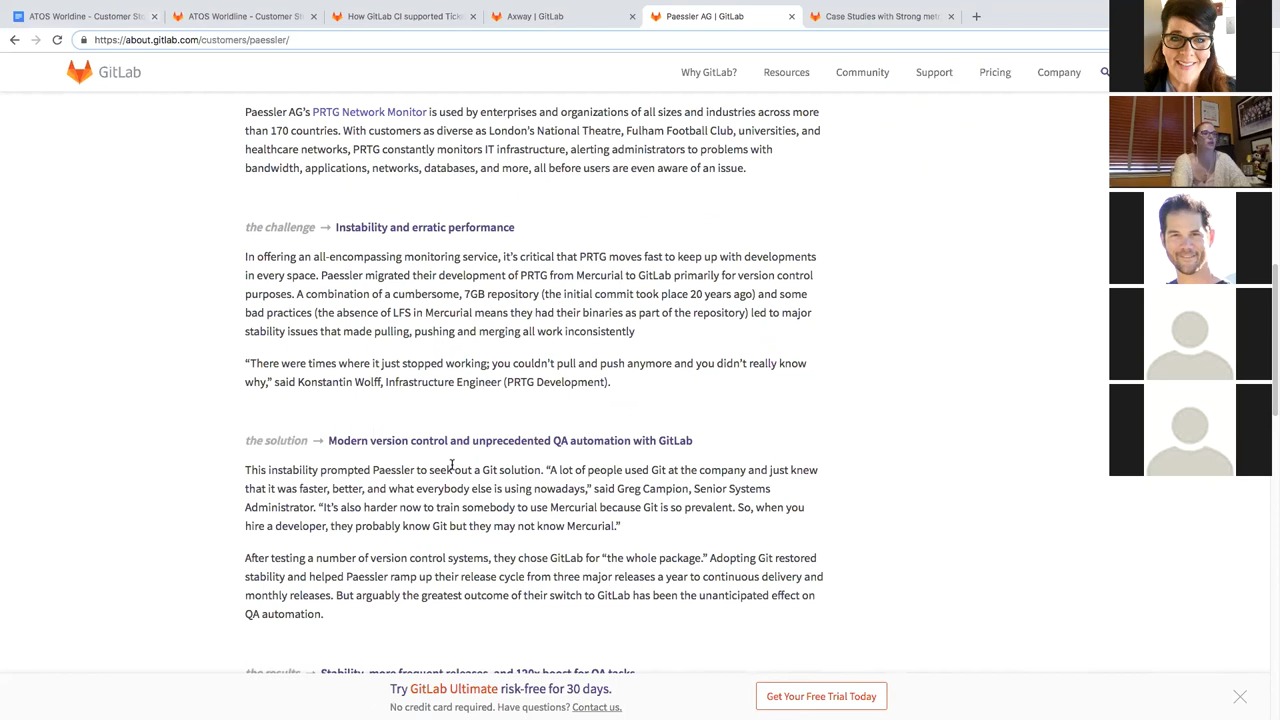 ATOS Worldline - Customer Sto
ATOS Worldline - Customer St
How GitLab CI supported Ticke
Axway | GitLab
Paessler AG | GitLab
Case Studies with Strong met
https://about.gitlab.com/customers/paessler/
GitLab
Why GitLab?
Resources
Community
Support
Pricing
Company
Paessler AG's PRTG Network Monitor is used by enterprises and organizations of all sizes and industries across more
than 170 countries. With customers as diverse as London's National Theatre, Fulham Football Club, universities, and
healthcare networks, PRTG constantly monitors IT infrastructure, alerting administrators to problems with
bandwidth, applications, networks, databases, and more, all before users are even aware of an issue.
the challenge → Instability and erratic performance
In offering an all-encompassing monitoring service, it's critical that PRTG moves fast to keep up with developments
in every space. Paessler migrated their development of PRTG from Mercurial to GitLab primarily for version control
purposes. A combination of a cumbersome, 7GB repository (the initial commit took place 20 years ago) and some
bad practices (the absence of LFS in Mercurial means they had their binaries as part of the repository) led to major
stability issues that made pulling, pushing and merging all work inconsistently
“There were times where it just stopped working; you couldn't pull and push anymore and you didn't really know
why,” said Konstantin Wolff, Infrastructure Engineer (PRTG Development).
the solution → Modern version control and unprecedented QA automation with GitLab
This instability prompted Paessler to seek out a Git solution. “A lot of people used Git at the company and just knew
that it was faster, better, and what everybody else is using nowadays,” said Greg Campion, Senior Systems
Administrator. “It's also harder now to train somebody to use Mercurial because Git is so prevalent. So, when you
hire a developer, they probably know Git but they may not know Mercurial.”
After testing a number of version control systems, they chose GitLab for “the whole package.” Adopting Git restored
stability and helped Paessler ramp up their release cycle from three major releases a year to continuous delivery and
monthly releases. But arguably the greatest outcome of their switch to GitLab has been the unanticipated effect on
QA automation.
the results → Stability, more frequent releases, and 120x boost for QA tasks
Try GitLab Ultimate risk-free for 30 days.
No credit card required. Have questions? Contact us.
Get Your Free Trial Today